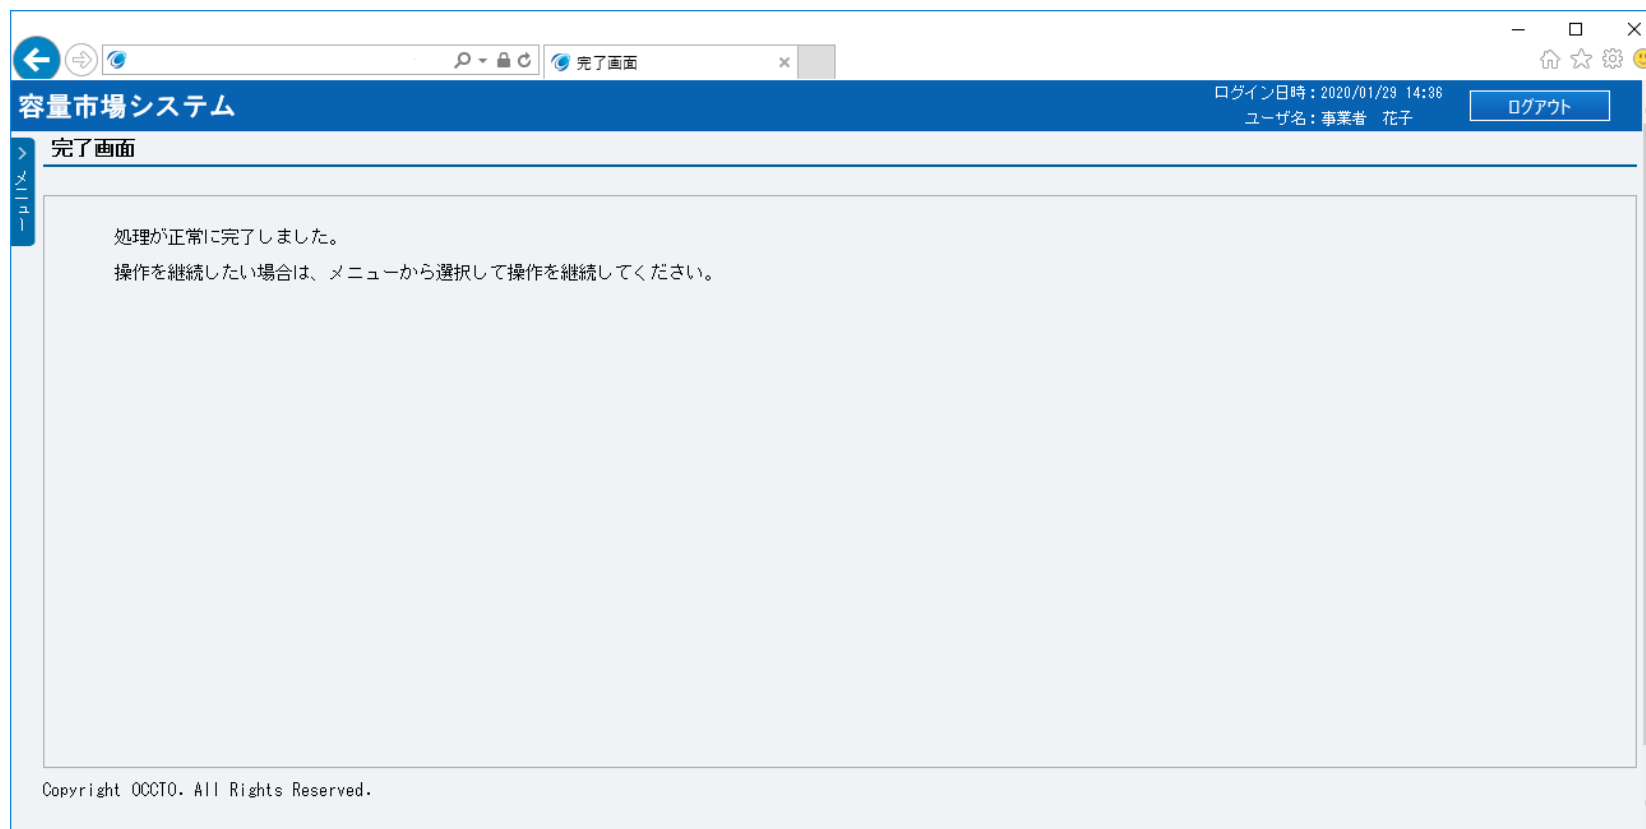 完了画面
容量市場システム
ログイン日時：2020/01/29 14:36
ユーザ名：事業者　花子
ログアウト
完了画面
メニュー
処理が正常に完了しました。
操作を継続したい場合は、メニューから選択して操作を継続してください。
Copyright OCCTO. All Rights Reserved.